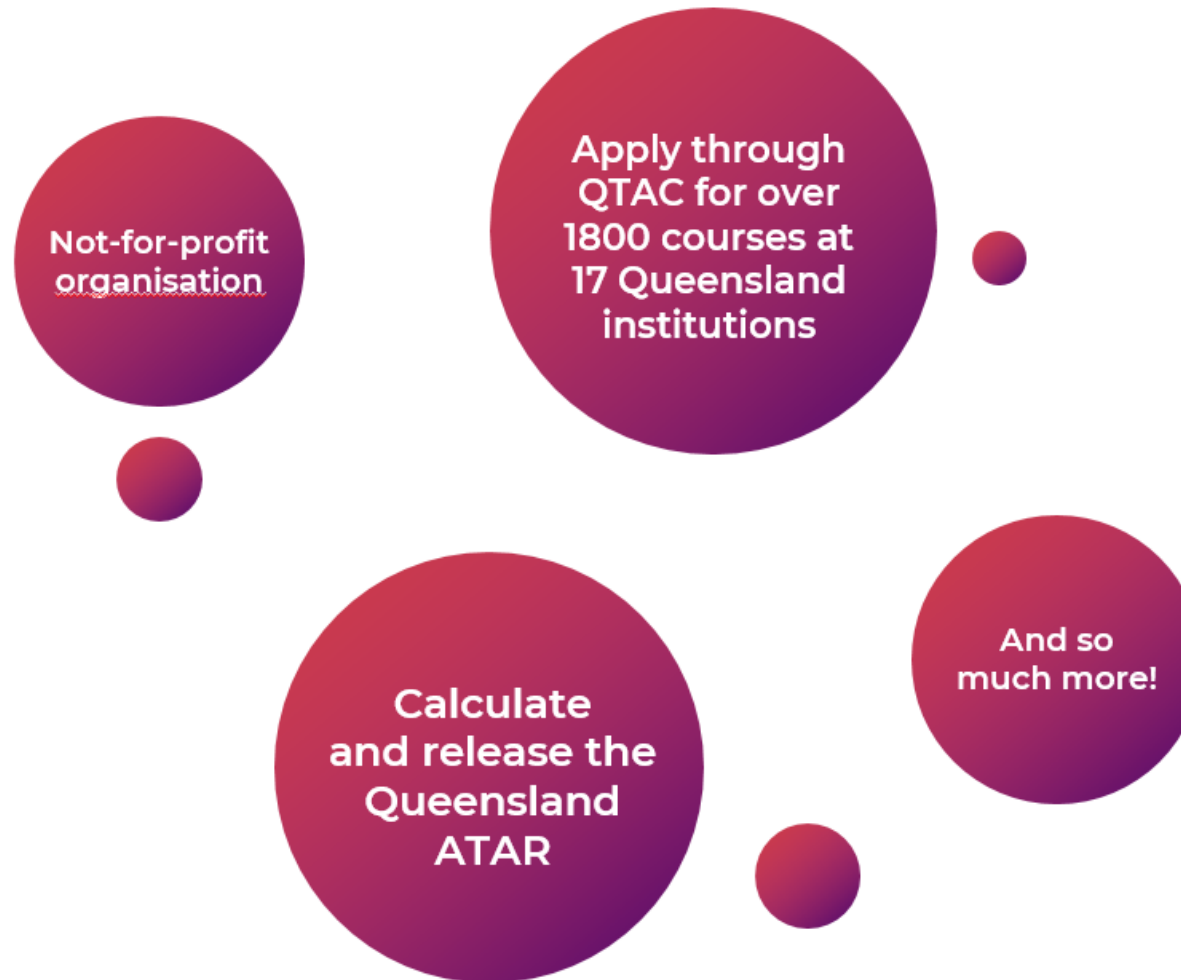 Not-for-profit
organisation
Apply through
QTAC for over
1800 courses at
17 Queensland
institutions
Calculate
and release the
Queensland
ATAR
And so
much more!